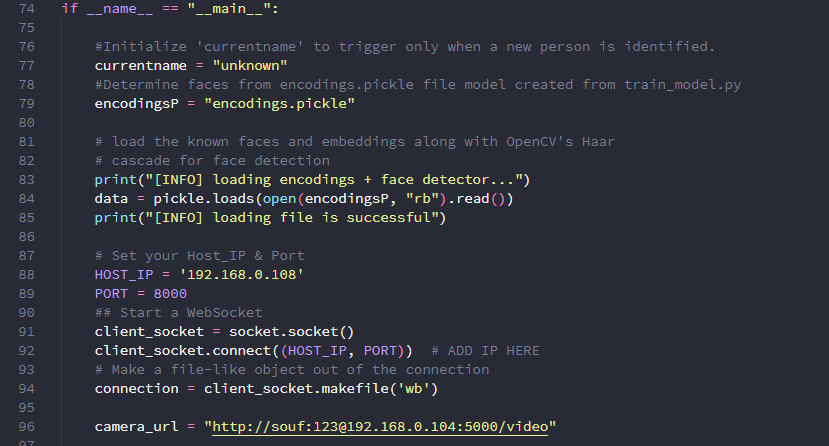 74 if __name__ == "__main__":
75
76 #Initialize 'currentname' to trigger only when a new person is identified.
77 currentname = "unknown"
78 #Determine faces from encodings.pickle file model created from train_model.py
79 encodingsP = "encodings.pickle"
80
81 # load the known faces and embeddings along with OpenCV's Haar
82 # cascade for face detection
83 print("[INFO] loading encodings + face detector...")
84 data = pickle.loads(open(encodingsP, "rb").read())
85 print("[INFO] loading file is successful")
86
87 # Set your Host_IP & Port
88 HOST_IP = '192.168.0.108'
89 PORT = 8000
90 ## Start a WebSocket
91 client_socket = socket.socket()
92 client_socket.connect((HOST_IP, PORT))  # ADD IP HERE
93 # Make a file-like object out of the connection
94 connection = client_socket.makefile('wb')
95
96 camera_url = "http://souf:123@192.168.0.104:5000/video"
97